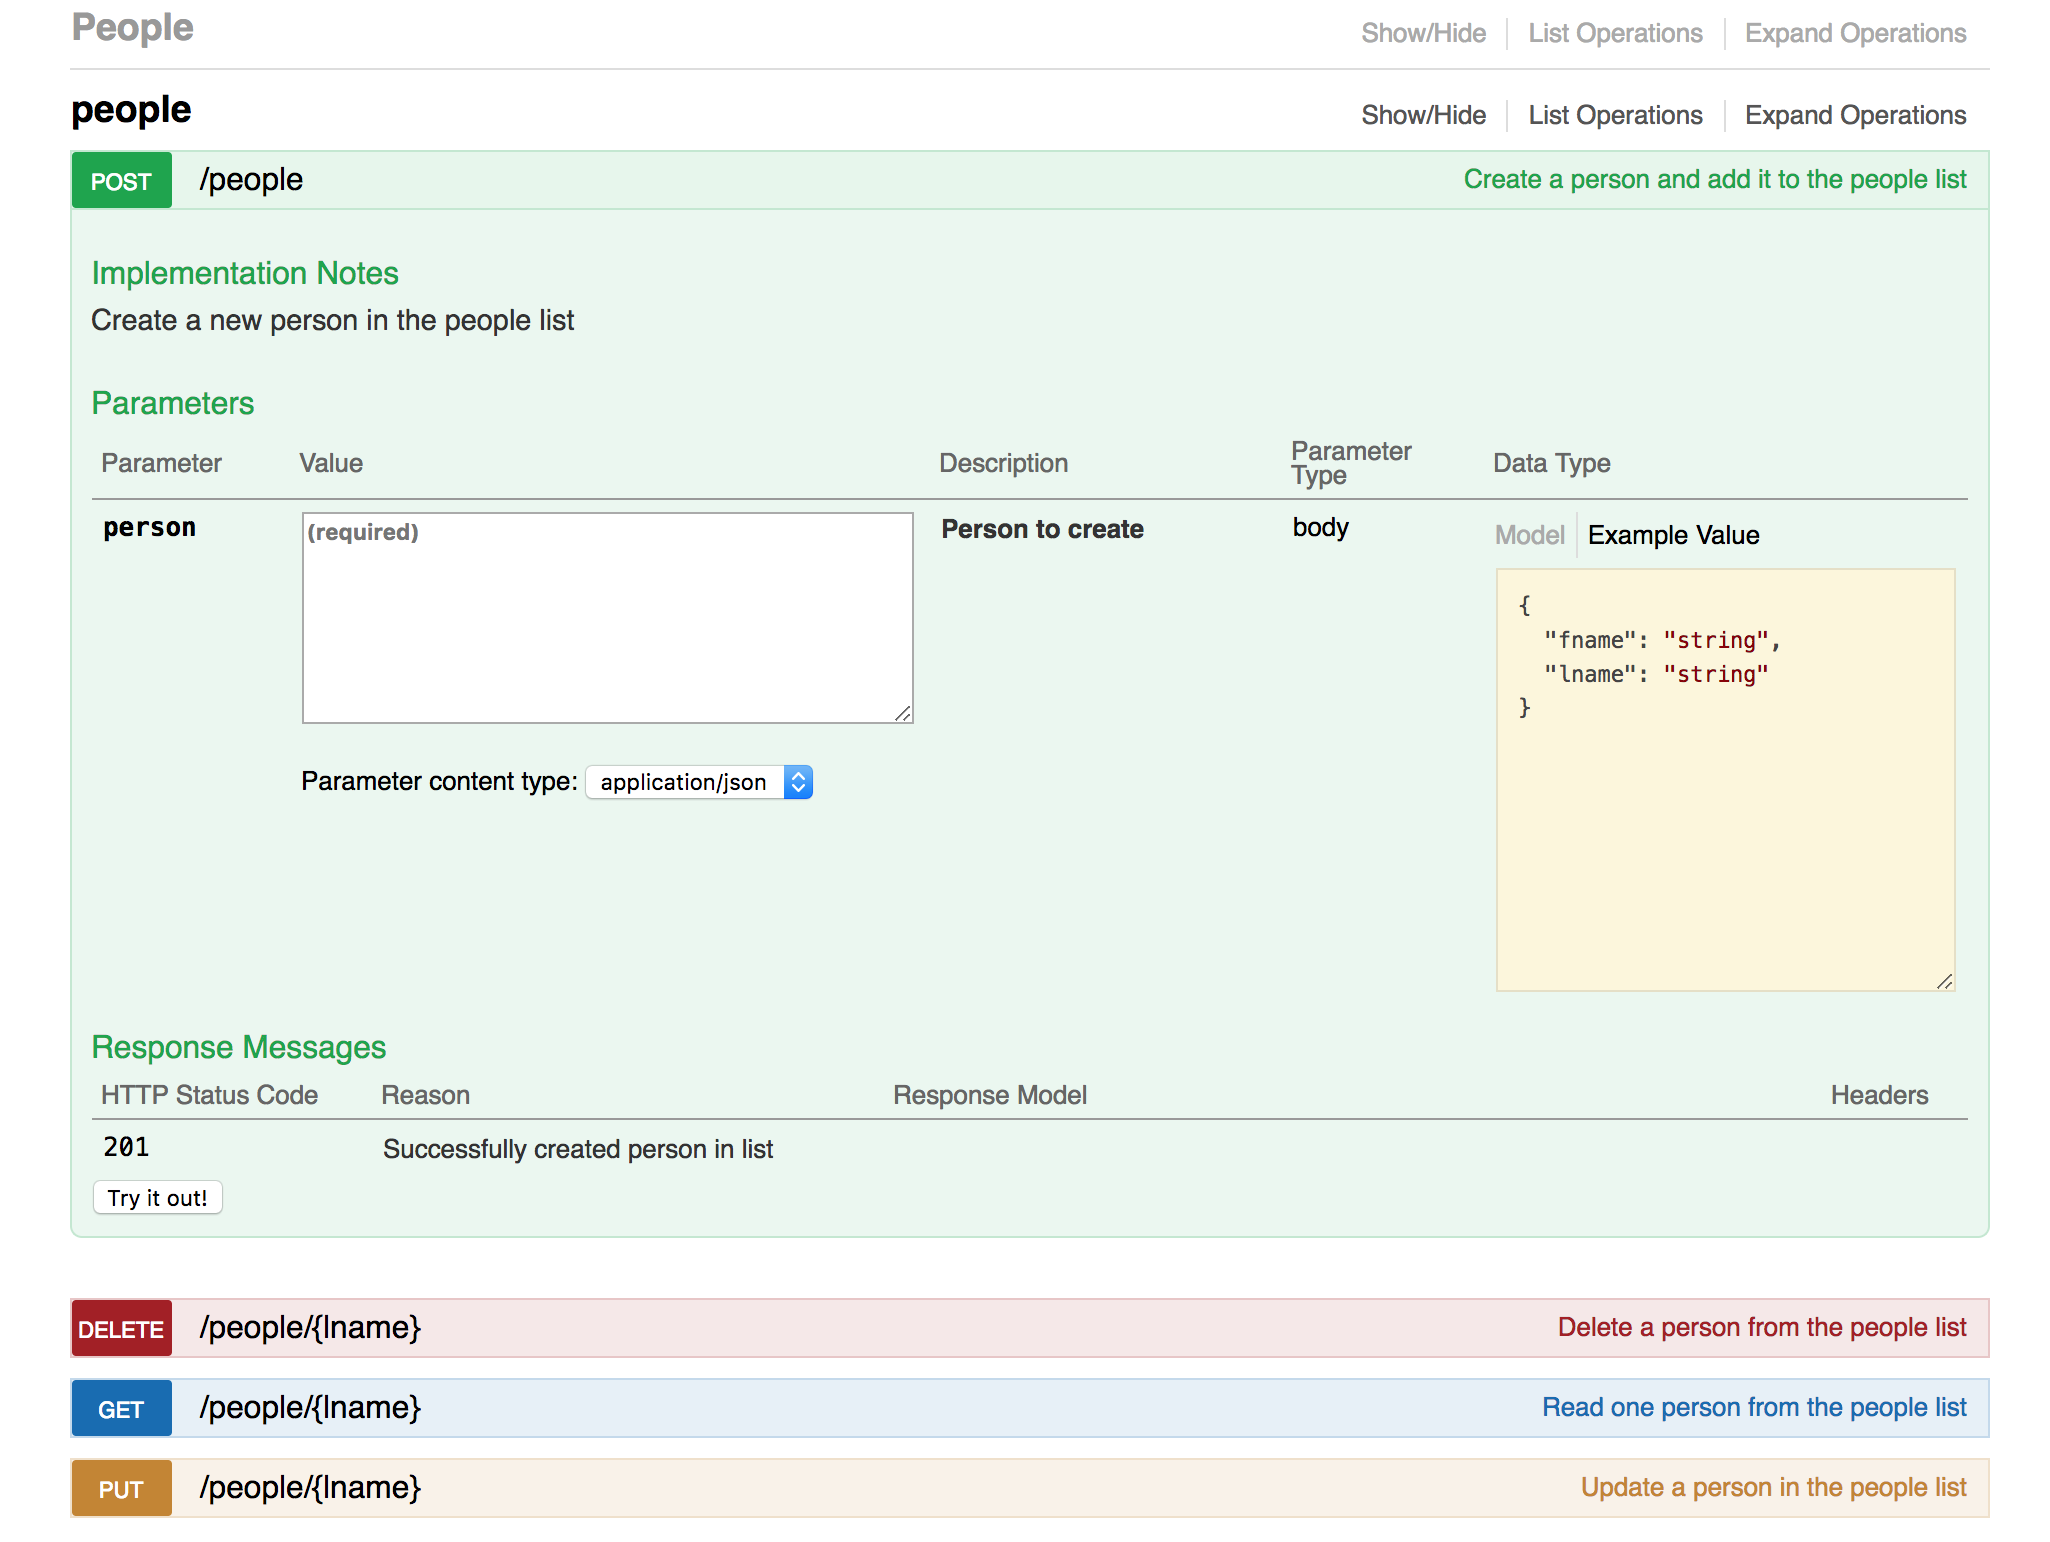 People Show/Hide List Operations Expand Operations
people Show/Hide List Operations Expand Operations
POST /people Create a person and add it to the people list
Implementation Notes
Create a new person in the people list
Parameters
Parameter Value Description Parameter Type Data Type
person (required) Person to create body Model Example Value
{
"fname": "string",
"lname": "string"
}
Parameter content type: application/json
Response Messages
HTTP Status Code Reason Response Model Headers
201 Successfully created person in list
Try it out!
DELETE /people/{lname} Delete a person from the people list
GET /people/{lname} Read one person from the people list
PUT /people/{lname} Update a person in the people list